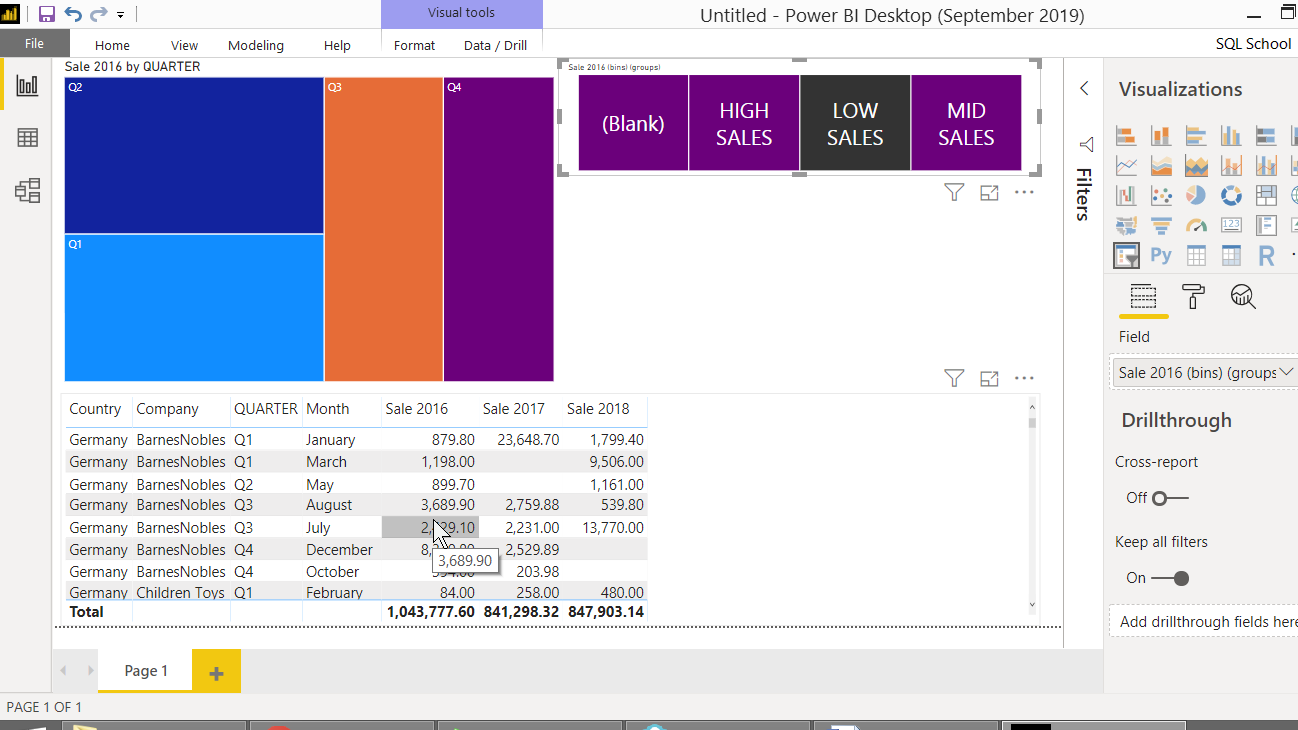 Visual tools
Untitled - Power BI Desktop (September 2019)
File Home View Modeling Help Format Data / Drill
SQL School
Sale 2016 by QUARTER
Q2
Q3
Q4
Q1
Sale 2016 (bins) (groups)
(Blank)
HIGH
SALES
LOW
SALES
MID
SALES
Filters
Visualizations
123
Py
R
Field
Sale 2016 (bins) (groups
Drillthrough
Cross-report
Off
Keep all filters
On
Add drillthrough fields here
Country Company QUARTER Month Sale 2016 Sale 2017 Sale 2018
Germany BarnesNobles Q1 January 879.80 23,648.70 1,799.40
Germany BarnesNobles Q1 March 1,198.00 9,506.00
Germany BarnesNobles Q2 May 899.70 1,161.00
Germany BarnesNobles Q3 August 3,689.90 2,759.88 539.80
Germany BarnesNobles Q3 July 2,231.00 13,770.00
Germany BarnesNobles Q4 December 2,529.89
3,689.90
Germany BarnesNobles Q4 October 203.98
Germany Children Toys Q1 February 84.00 258.00 480.00
Total 1,043,777.60 841,298.32 847,903.14
Page 1
PAGE 1 OF 1